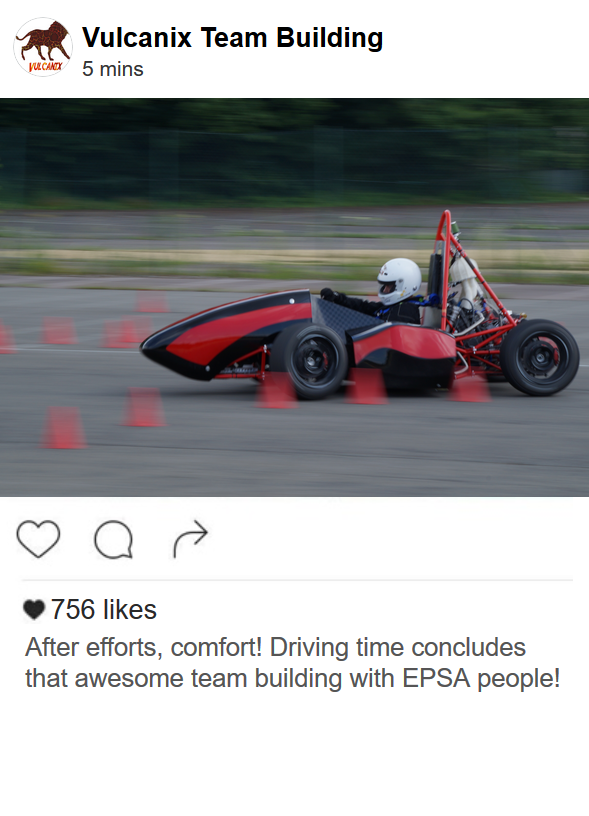 Vulcanix Team Building
5 mins
VULCANIX
756 likes
After efforts, comfort! Driving time concludes
that awesome team building with EPSA people!